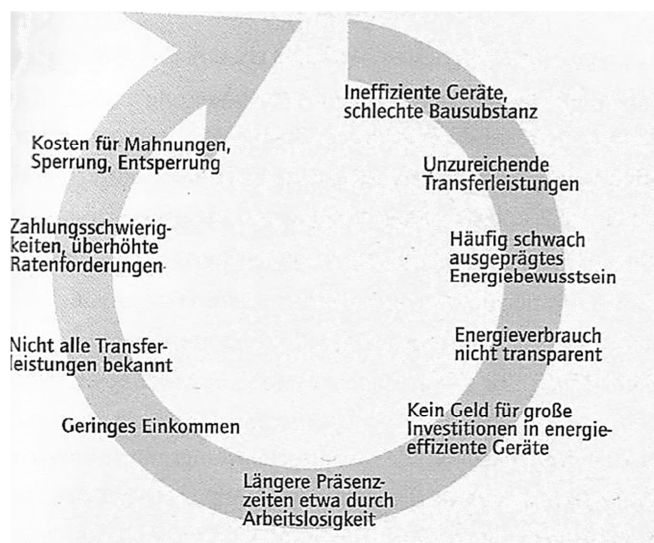 Ineffiziente Geräte,
schlechte Bausubstanz
Unzureichende
Transferleistungen
Häufig schwach
ausgeprägtes
Energiebewusstsein
Energieverbrauch
nicht transparent
Kein Geld für große
Investitionen in energie-
effiziente Geräte
Längere Präsenz-
zeiten etwa durch
Arbeitslosigkeit
Geringes Einkommen
Nicht alle Transfer-
leistungen bekannt
Zahlungsschwierig-
keiten, überhöhte
Ratenforderungen
Kosten für Mahnungen,
Sperrung, Entsperrung